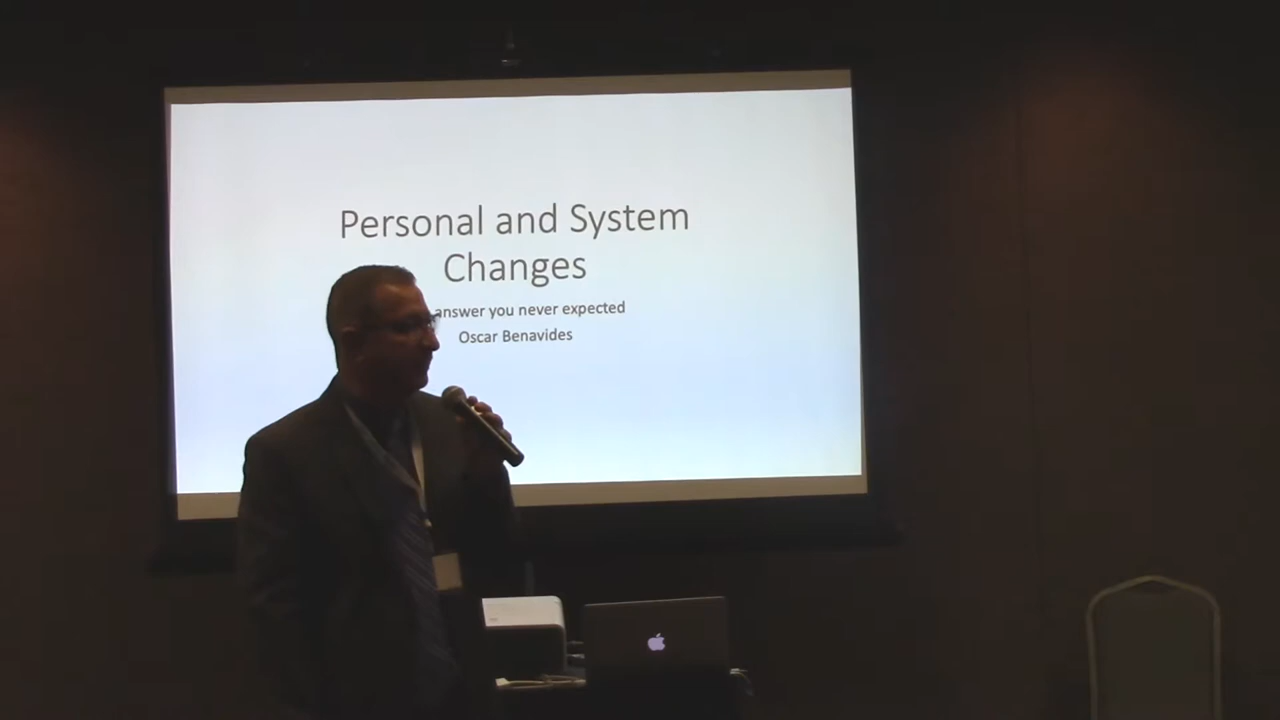 Personal and System
Changes
answer you never expected
Oscar Benavides